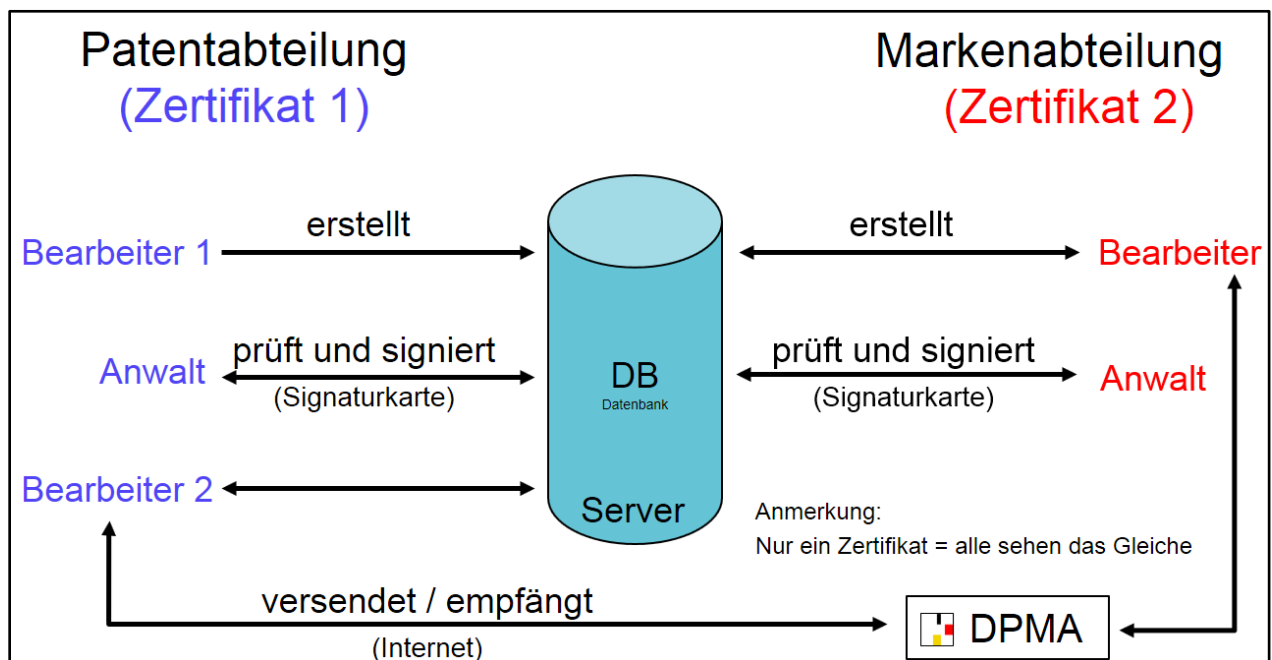 Patentabteilung
(Zertifikat 1)
Markenabteilung
(Zertifikat 2)
Bearbeiter 1
erstellt
erstellt
Bearbeiter
Anwalt
prüft und signiert
(Signaturkarte)
DB
Datenbank
prüft und signiert
(Signaturkarte)
Anwalt
Bearbeiter 2
Server
Anmerkung:
Nur ein Zertifikat = alle sehen das Gleiche
versendet / empfängt
(Internet)
DPMA